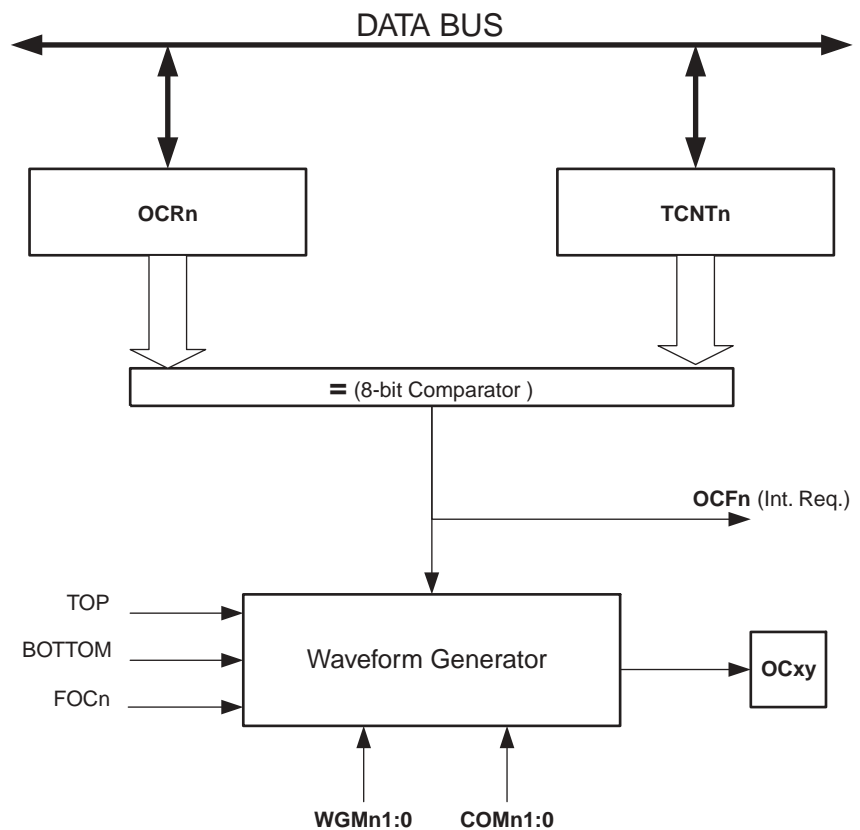 DATA BUS
OCRn
TCNTn
= (8-bit Comparator )
OCFn (Int. Req.)
TOP
BOTTOM
FOCn
Waveform Generator
OCxy
WGMn1:0
COMn1:0